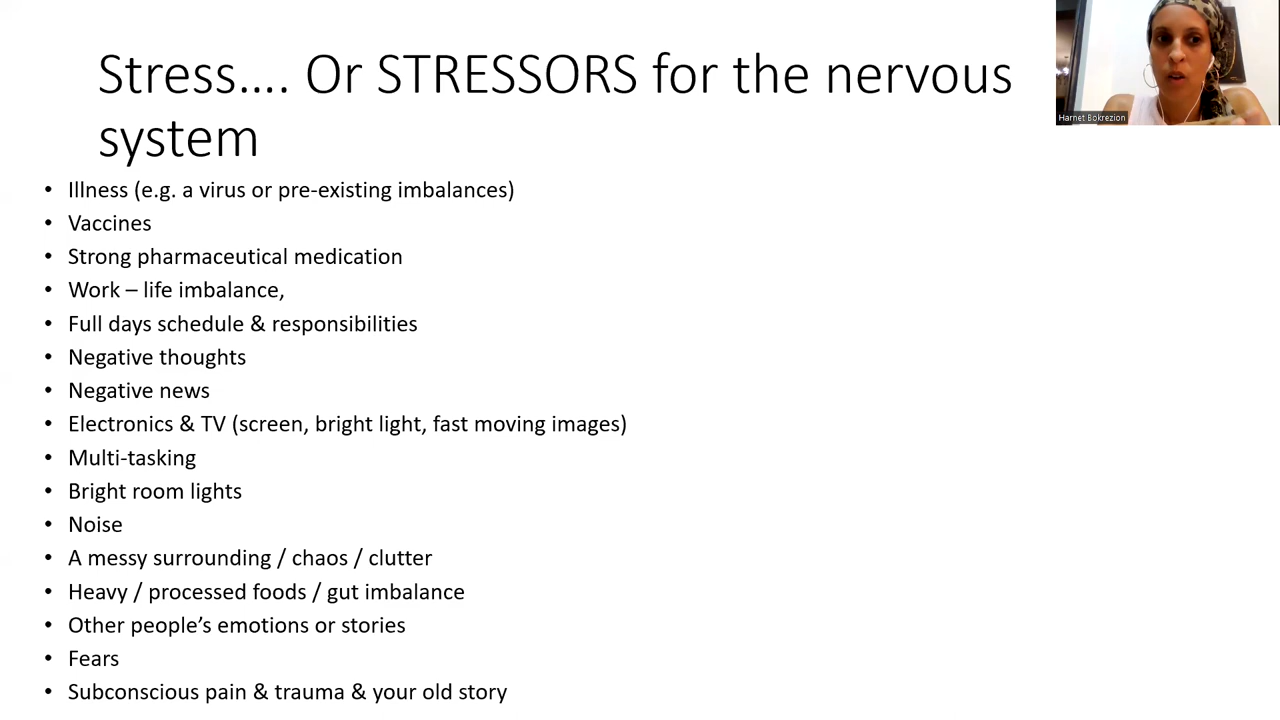 Stress.... Or STRESSORS for the nervous
system
Harnet Bokrezion
• Illness (e.g. a virus or pre-existing imbalances)
• Vaccines
• Strong pharmaceutical medication
• Work – life imbalance,
• Full days schedule & responsibilities
• Negative thoughts
• Negative news
• Electronics & TV (screen, bright light, fast moving images)
• Multi-tasking
• Bright room lights
• Noise
• A messy surrounding / chaos / clutter
• Heavy / processed foods / gut imbalance
• Other people’s emotions or stories
• Fears
• Subconscious pain & trauma & your old story